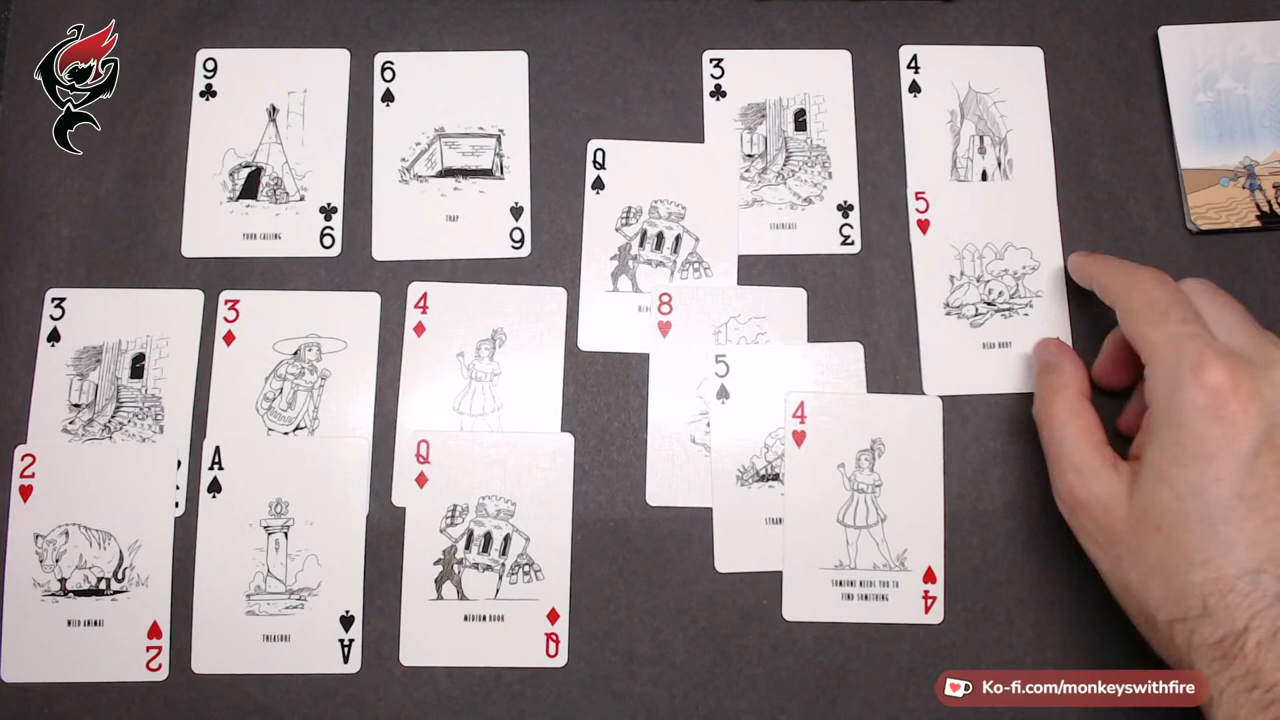 9
YOUR CALLING
9
6
TRAP
6
3
STAIRCASE
3
Q
MEDI
4
5
DEAD BODY
3
2
WILD ANIMAL
2
3
A
TREASURE
A
4
Q
MEDIUM ROOK
Q
8
5
STRAN
4
SOMEONE NEEDS YOU TO
FIND SOMETHING
4
Ko-fi.com/monkeyswithfire